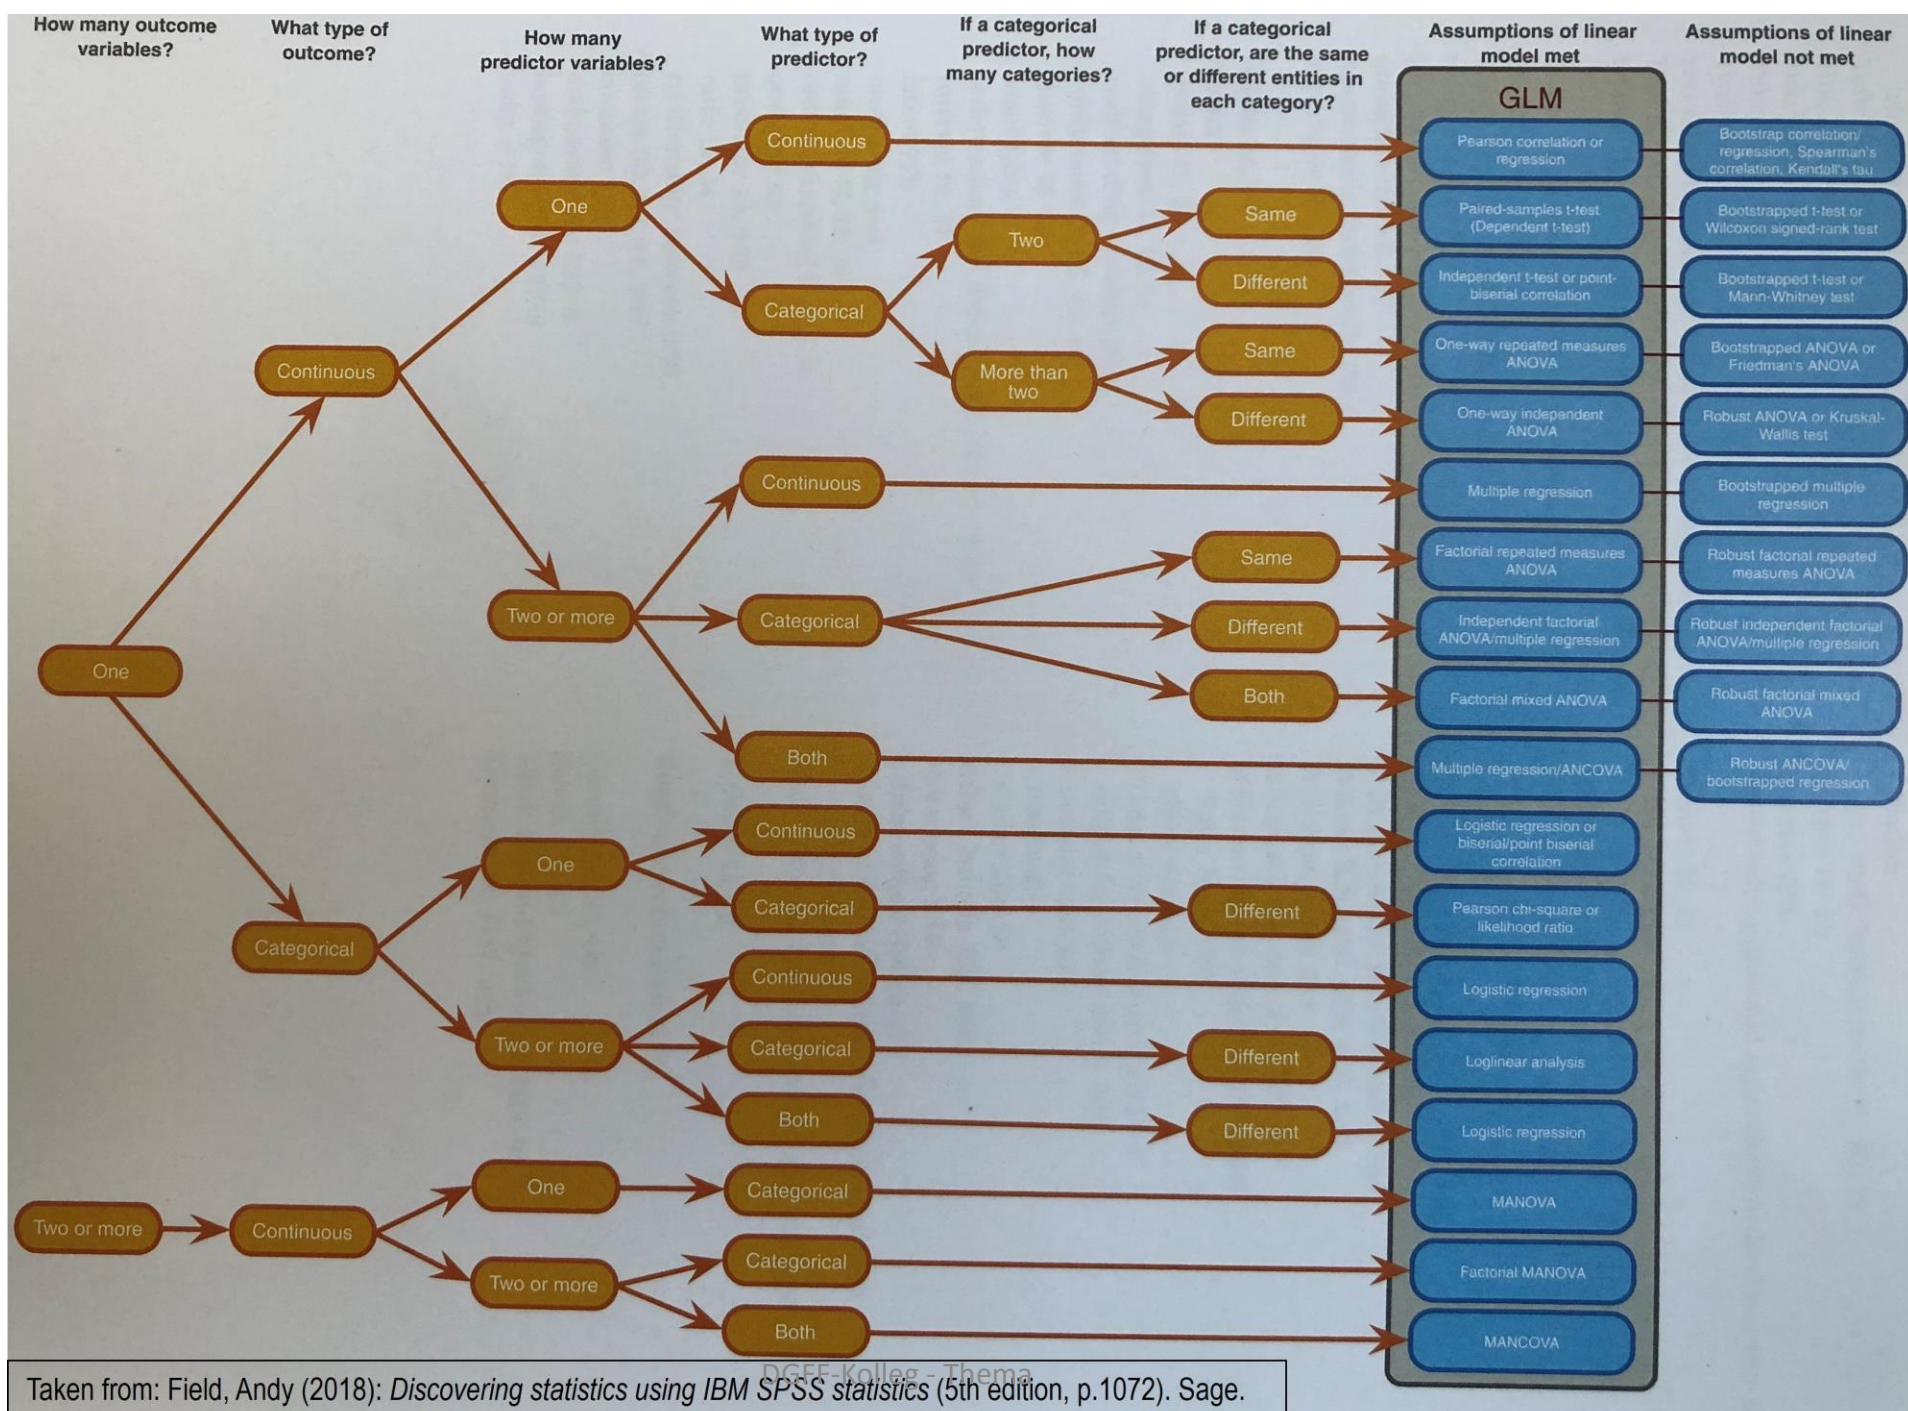 How many outcome
variables?
What type of
outcome?
How many
predictor variables?
What type of
predictor?
If a categorical
predictor, how
many categories?
If a categorical
predictor, are the same
or different entities in
each category?
Assumptions of linear
model met
Assumptions of linear
model not met
GLM
Continuous
Pearson correlation or
regression
Bootstrap correlation/
regression, Spearman's
correlation, Kendall's tau
One
Same
Paired-samples t-test
(Dependent t-test)
Bootstrapped t-test or
Wilcoxon signed-rank test
Two
Different
Independent t-test or point-
biserial correlation
Bootstrapped t-test or
Mann-Whitney test
Categorical
Same
One-way repeated measures
ANOVA
Bootstrapped ANOVA or
Friedman's ANOVA
Continuous
More than
two
Different
One-way independent
ANOVA
Robust ANOVA or Kruskal-
Wallis test
Continuous
Multiple regression
Bootstrapped multiple
regression
Same
Factorial repeated measures
ANOVA
Robust factorial repeated
measures ANOVA
Two or more
Categorical
Different
Independent factorial
ANOVA/multiple regression
Robust independent factorial
ANOVA/multiple regression
One
Both
Factorial mixed ANOVA
Robust factorial mixed
ANOVA
Both
Multiple regression/ANCOVA
Robust ANCOVA/
bootstrapped regression
Continuous
Logistic regression or
biserial/point biserial
correlation
One
Categorical
Different
Pearson chi-square or
likelihood ratio
Categorical
Continuous
Logistic regression
Two or more
Categorical
Different
Loglinear analysis
Both
Different
Logistic regression
One
Categorical
MANOVA
Two or more
Continuous
Categorical
Factorial MANOVA
Two or more
Both
MANCOVA
DGFF-Kolleg - Thema
Taken from: Field, Andy (2018): Discovering statistics using IBM SPSS statistics (5th edition, p.1072). Sage.